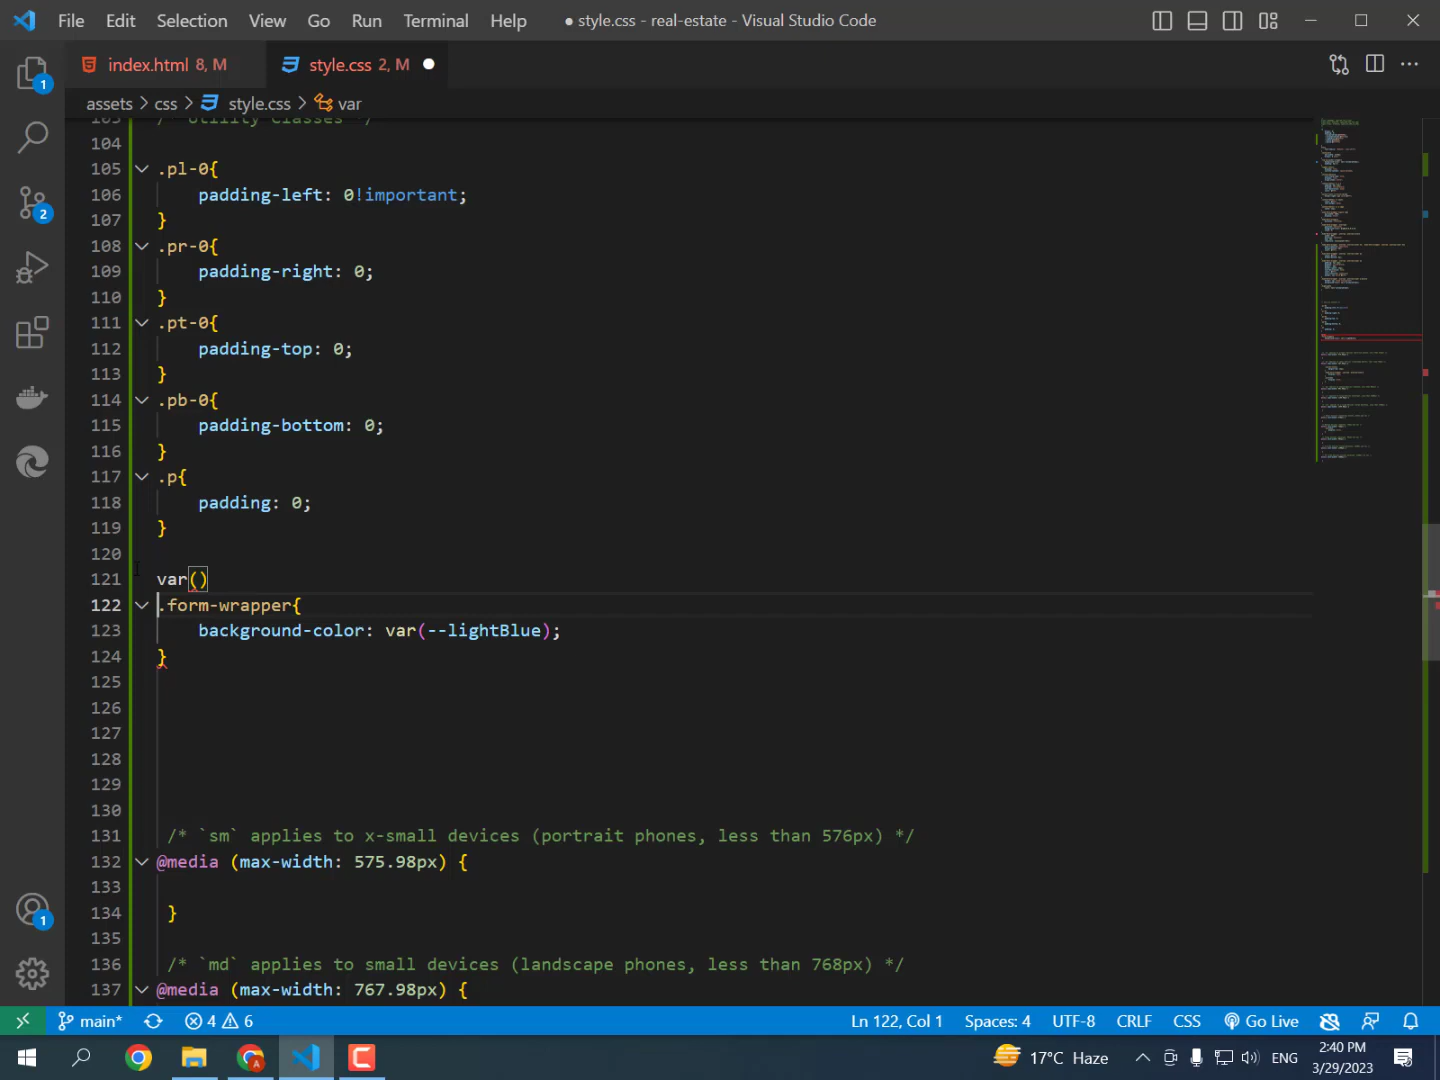 File Edit Selection View Go Run Terminal Help
● style.css - real-estate - Visual Studio Code
index.html 8, M
style.css 2, M
assets > css > style.css > var
104
105 .pl-0{
106 padding-left: 0!important;
107 }
108 .pr-0{
109 padding-right: 0;
110 }
111 .pt-0{
112 padding-top: 0;
113 }
114 .pb-0{
115 padding-bottom: 0;
116 }
117 .p{
118 padding: 0;
119 }
120
121 var()
122 .form-wrapper{
123 background-color: var(--lightBlue);
124 }
125
126
127
128
129
130
131 /* `sm` applies to x-small devices (portrait phones, less than 576px) */
132 @media (max-width: 575.98px) {
133
134 }
135
136 /* `md` applies to small devices (landscape phones, less than 768px) */
137 @media (max-width: 767.98px) {
1
2
1
main* 4 6 Ln 122, Col 1 Spaces: 4 UTF-8 CRLF CSS Go Live
17°C Haze ENG 2:40 PM
3/29/2023